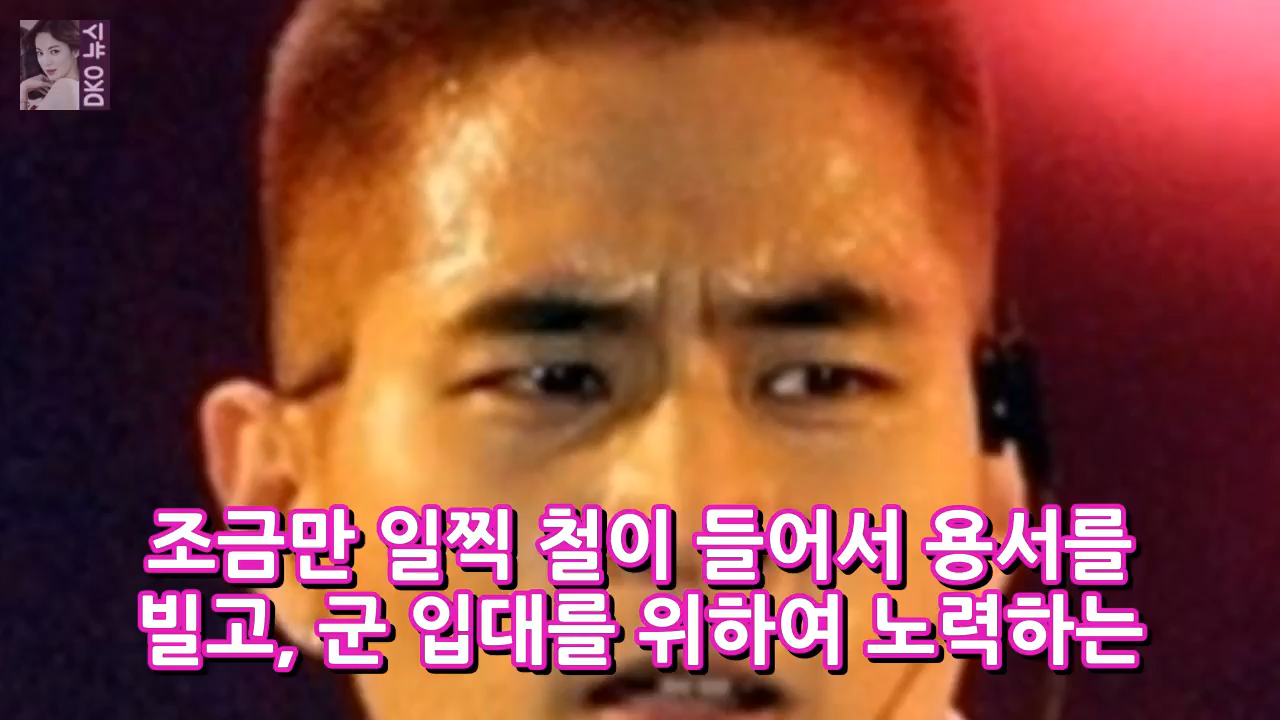 DKO 뉴스
조금만 일찍 철이 들어서 용서를
빌고, 군 입대를 위하여 노력하는